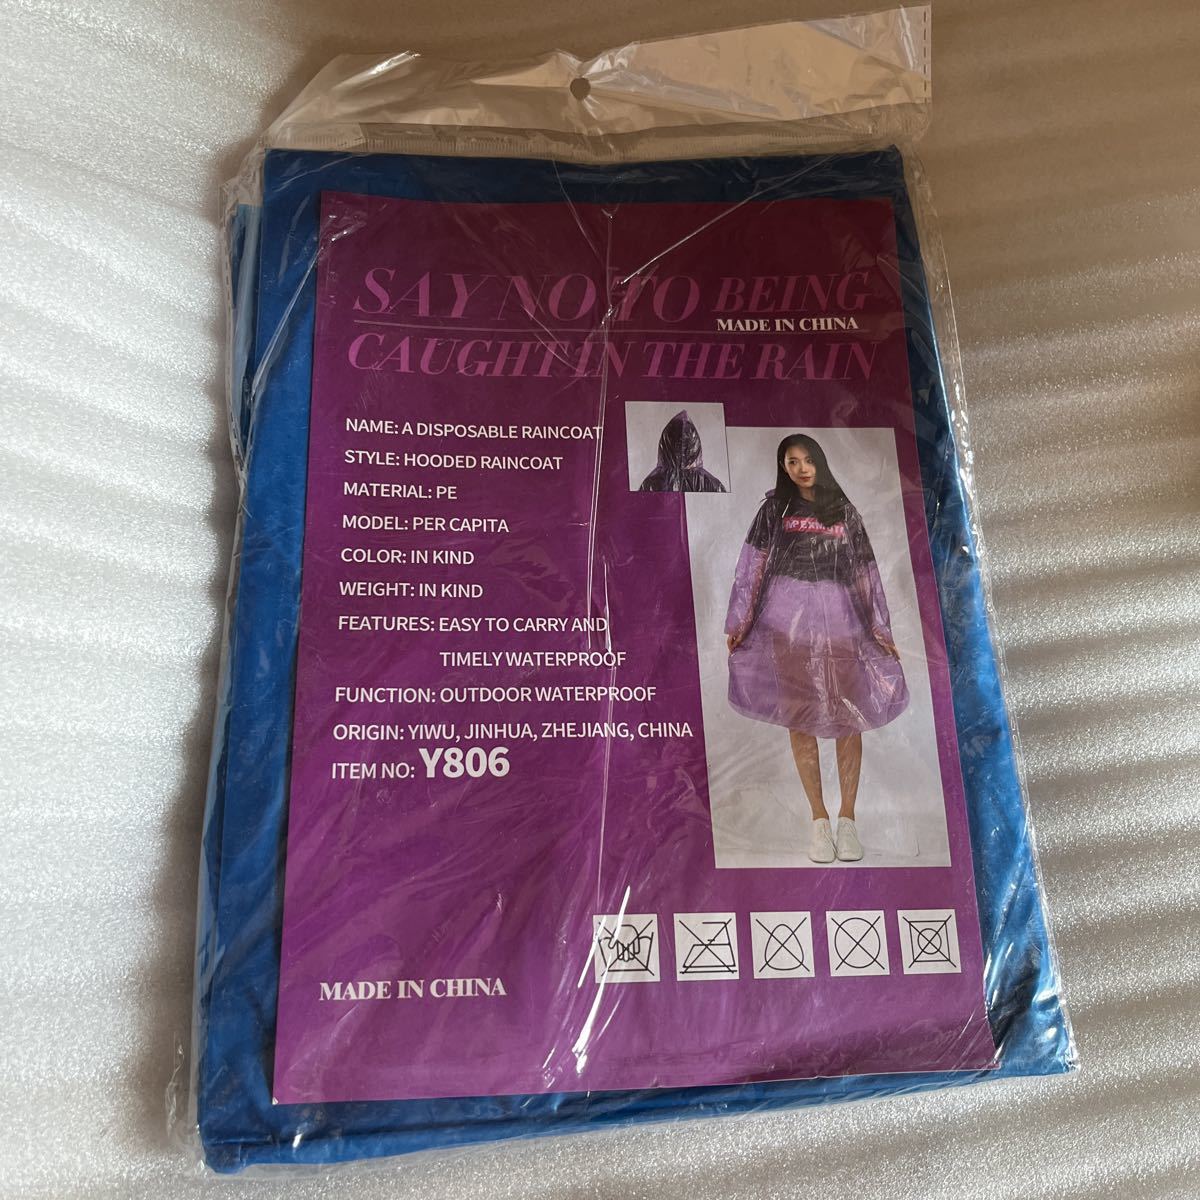 SAY NO TO BEING
MADE IN CHINA
CAUGHT IN THE RAIN
NAME: A DISPOSABLE RAINCOAT
STYLE: HOODED RAINCOAT
MATERIAL: PE
MODEL: PER CAPITA
COLOR: IN KIND
WEIGHT: IN KIND
FEATURES: EASY TO CARRY AND
TIMELY WATERPROOF
FUNCTION: OUTDOOR WATERPROOF
ORIGIN: YIWU, JINHUA, ZHEJIANG, CHINA
ITEM NO: Y806
MADE IN CHINA